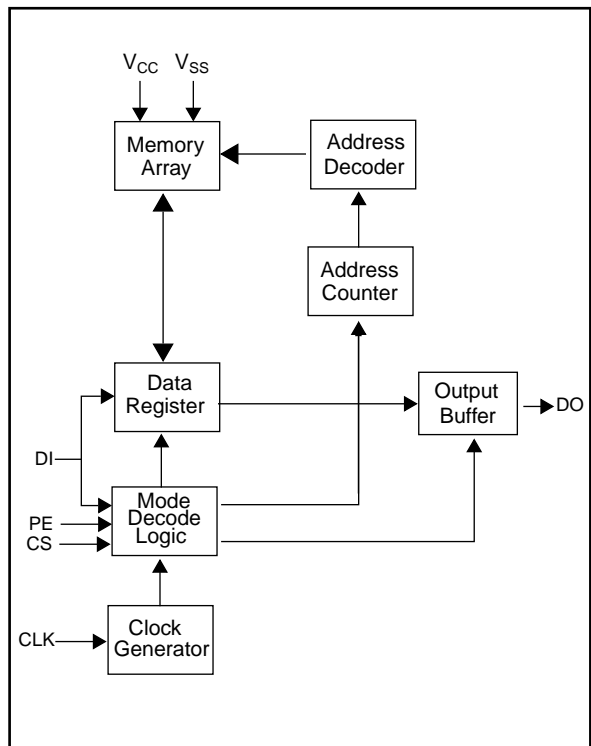 VCC VSS
Memory
Array
Address
Decoder
Address
Counter
Data
Register
Output
Buffer
DO
DI
Mode
Decode
Logic
PE
CS
CLK
Clock
Generator